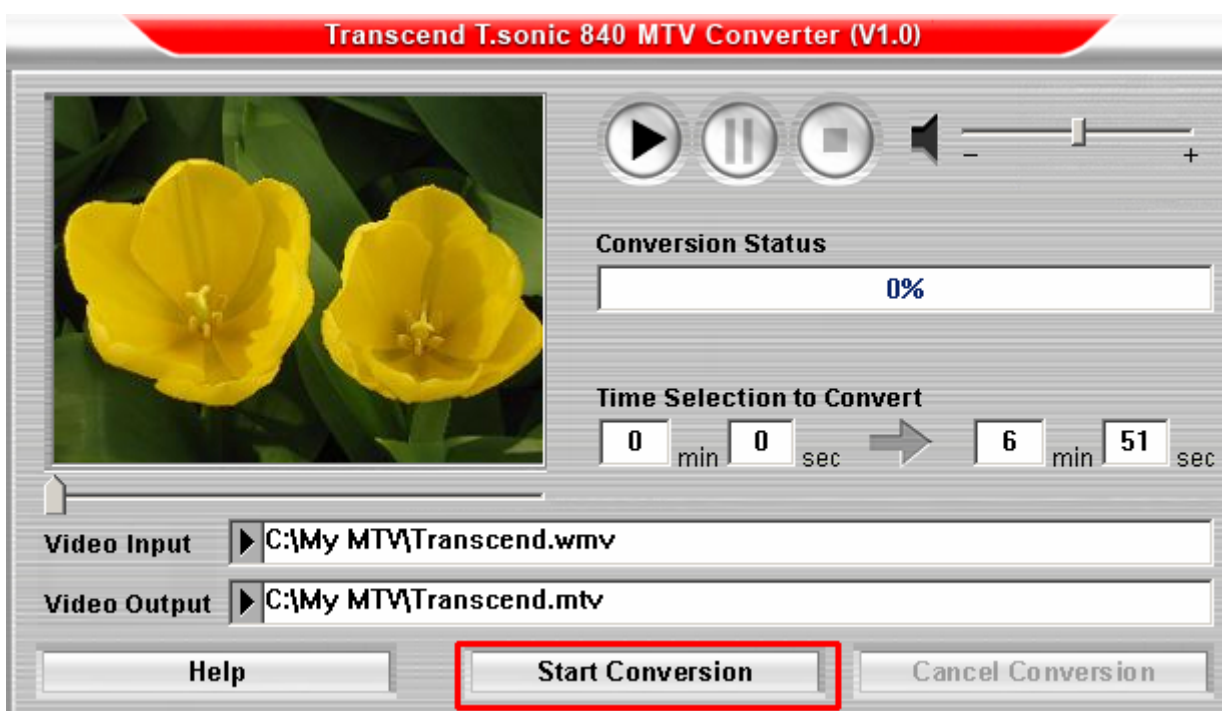 Transcend T.sonic 840 MTV Converter (V1.0)
- +
Conversion Status
0%
Time Selection to Convert
0 min 0 sec 6 min 51 sec
Video Input C:\My MTV\Transcend.wmv
Video Output C:\My MTV\Transcend.mtv
Help Start Conversion Cancel Conversion